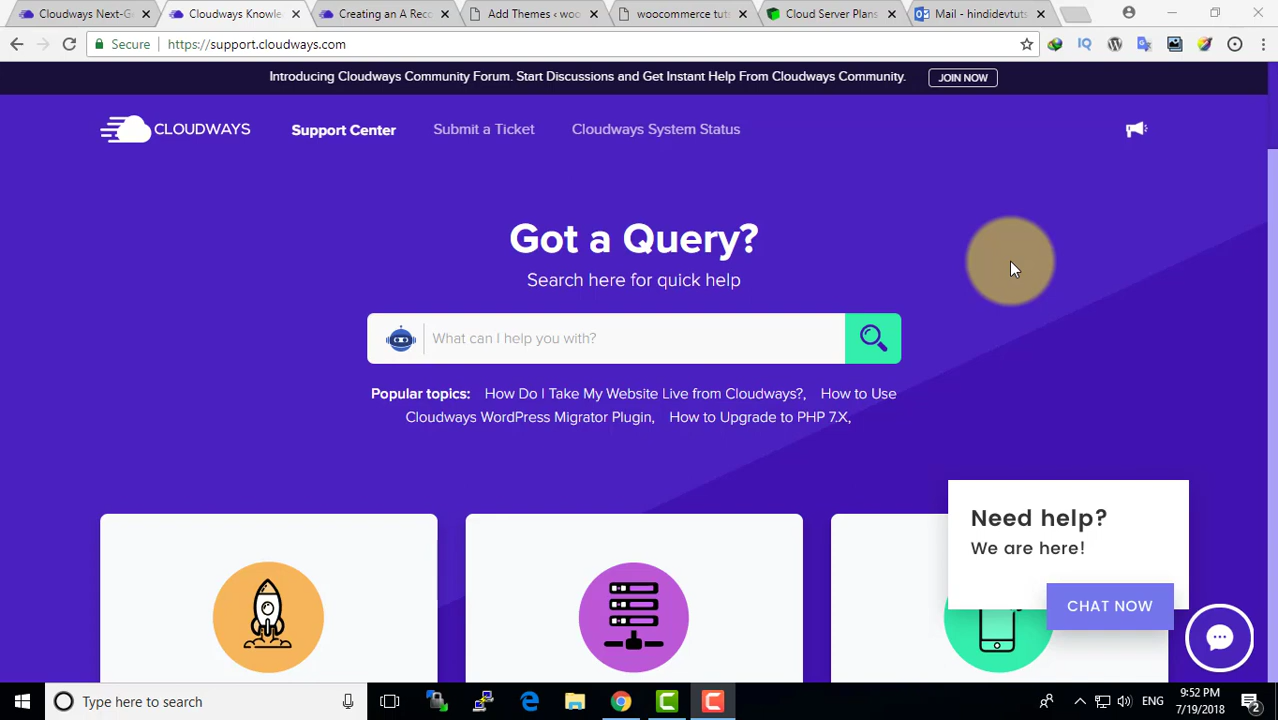 Cloudways Next-Ge
Cloudways Knowle
Creating an A Reco
Add Themes ‹ woo
woocommerce tuto
Cloud Server Plans
Mail - hindidevtuts
Secure
https://support.cloudways.com
Introducing Cloudways Community Forum. Start Discussions and Get Instant Help From Cloudways Community.
JOIN NOW
CLOUDWAYS
Support Center
Submit a Ticket
Cloudways System Status
Got a Query?
Search here for quick help
What can I help you with?
Popular topics: How Do I Take My Website Live from Cloudways?, How to Use
Cloudways WordPress Migrator Plugin, How to Upgrade to PHP 7.X,
Need help?
We are here!
CHAT NOW
Type here to search
ENG
9:52 PM
7/19/2018
2